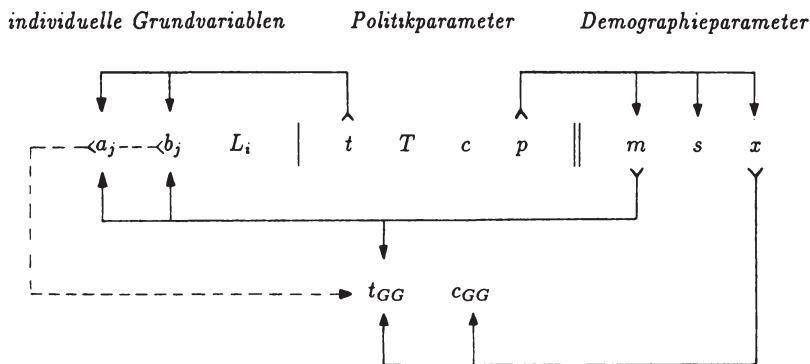 individuelle Grundvariablen Politikparameter Demographieparameter
a_j b_j L_i | t T c p || m s x
t_GG c_GG